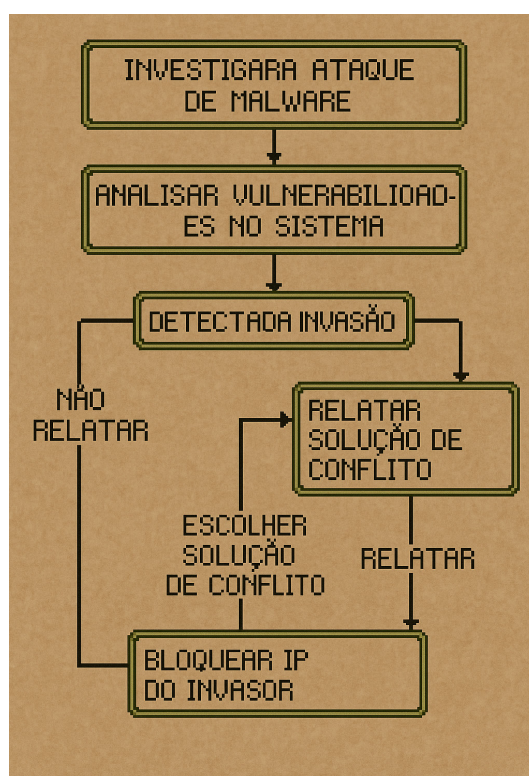 INVESTIGARA ATAQUE
DE MALWARE
ANALISAR VULNERABILIOAD-
ES NO SISTEMA
DETECTADA INVASÃO
NÃO
RELATAR
RELATAR
SOLUÇÃO DE
CONFLITO
ESCOLHER
SOLUÇÃO
DE CONFLITO
RELATAR
BLOQUEAR IP
DO INVASOR